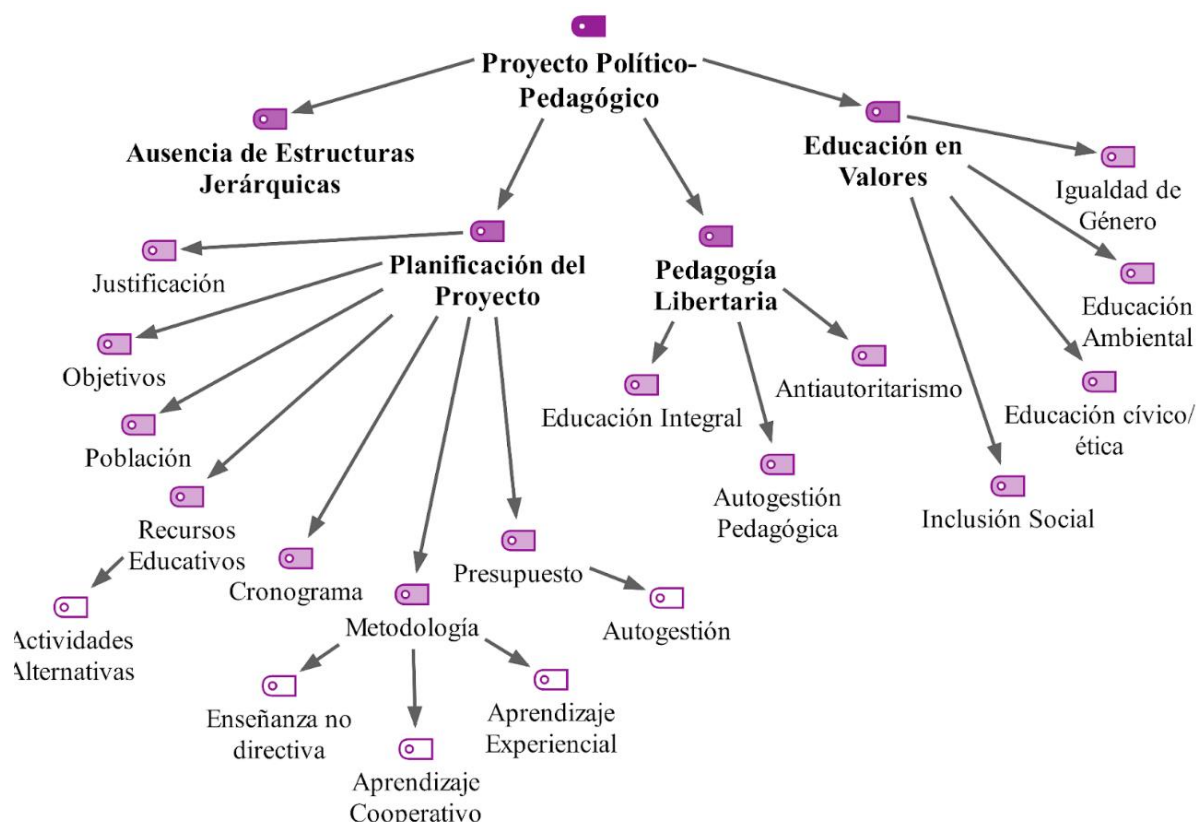 Proyecto Político-
Pedagógico
Ausencia de Estructuras
Jerárquicas
Educación en
Valores
Igualdad de
Género
Planificación del
Proyecto
Pedagogía
Libertaria
Justificación
Educación
Ambiental
Objetivos
Antiautoritarismo
Educación Integral
Educación cívico/
ética
Población
Autogestión
Pedagógica
Inclusión Social
Recursos
Educativos
Cronograma
Presupuesto
Metodología
Autogestión
Actividades
Alternativas
Enseñanza no
directiva
Aprendizaje
Experiencial
Aprendizaje
Cooperativo